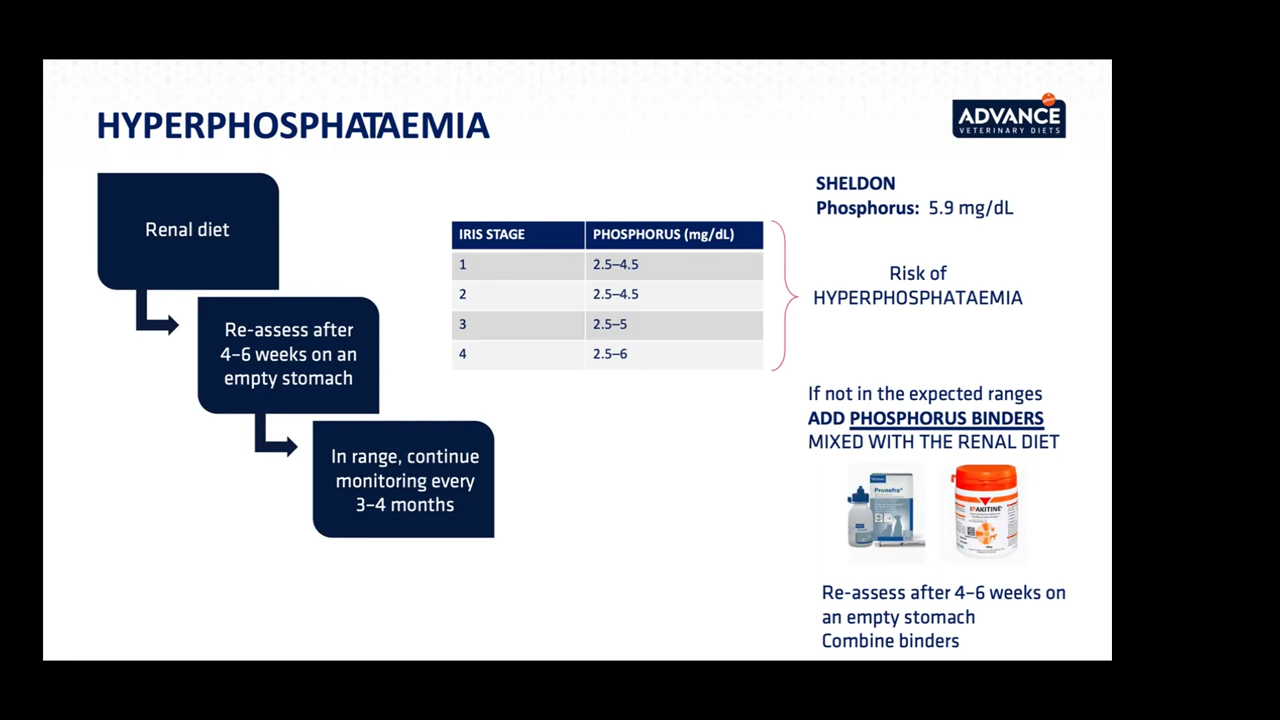 HYPERPHOSPHATAEMIA
ADVANCE
VETERINARY DIETS
Renal diet
Re-assess after
4–6 weeks on an
empty stomach
In range, continue
monitoring every
3–4 months
IRIS STAGE PHOSPHORUS (mg/dL)
1 2.5–4.5
2 2.5–4.5
3 2.5–5
4 2.5–6
SHELDON
Phosphorus: 5.9 mg/dL
Risk of
HYPERPHOSPHATAEMIA
If not in the expected ranges
ADD PHOSPHORUS BINDERS
MIXED WITH THE RENAL DIET
Pronefra®
IPAKITINE®
Re-assess after 4–6 weeks on
an empty stomach
Combine binders